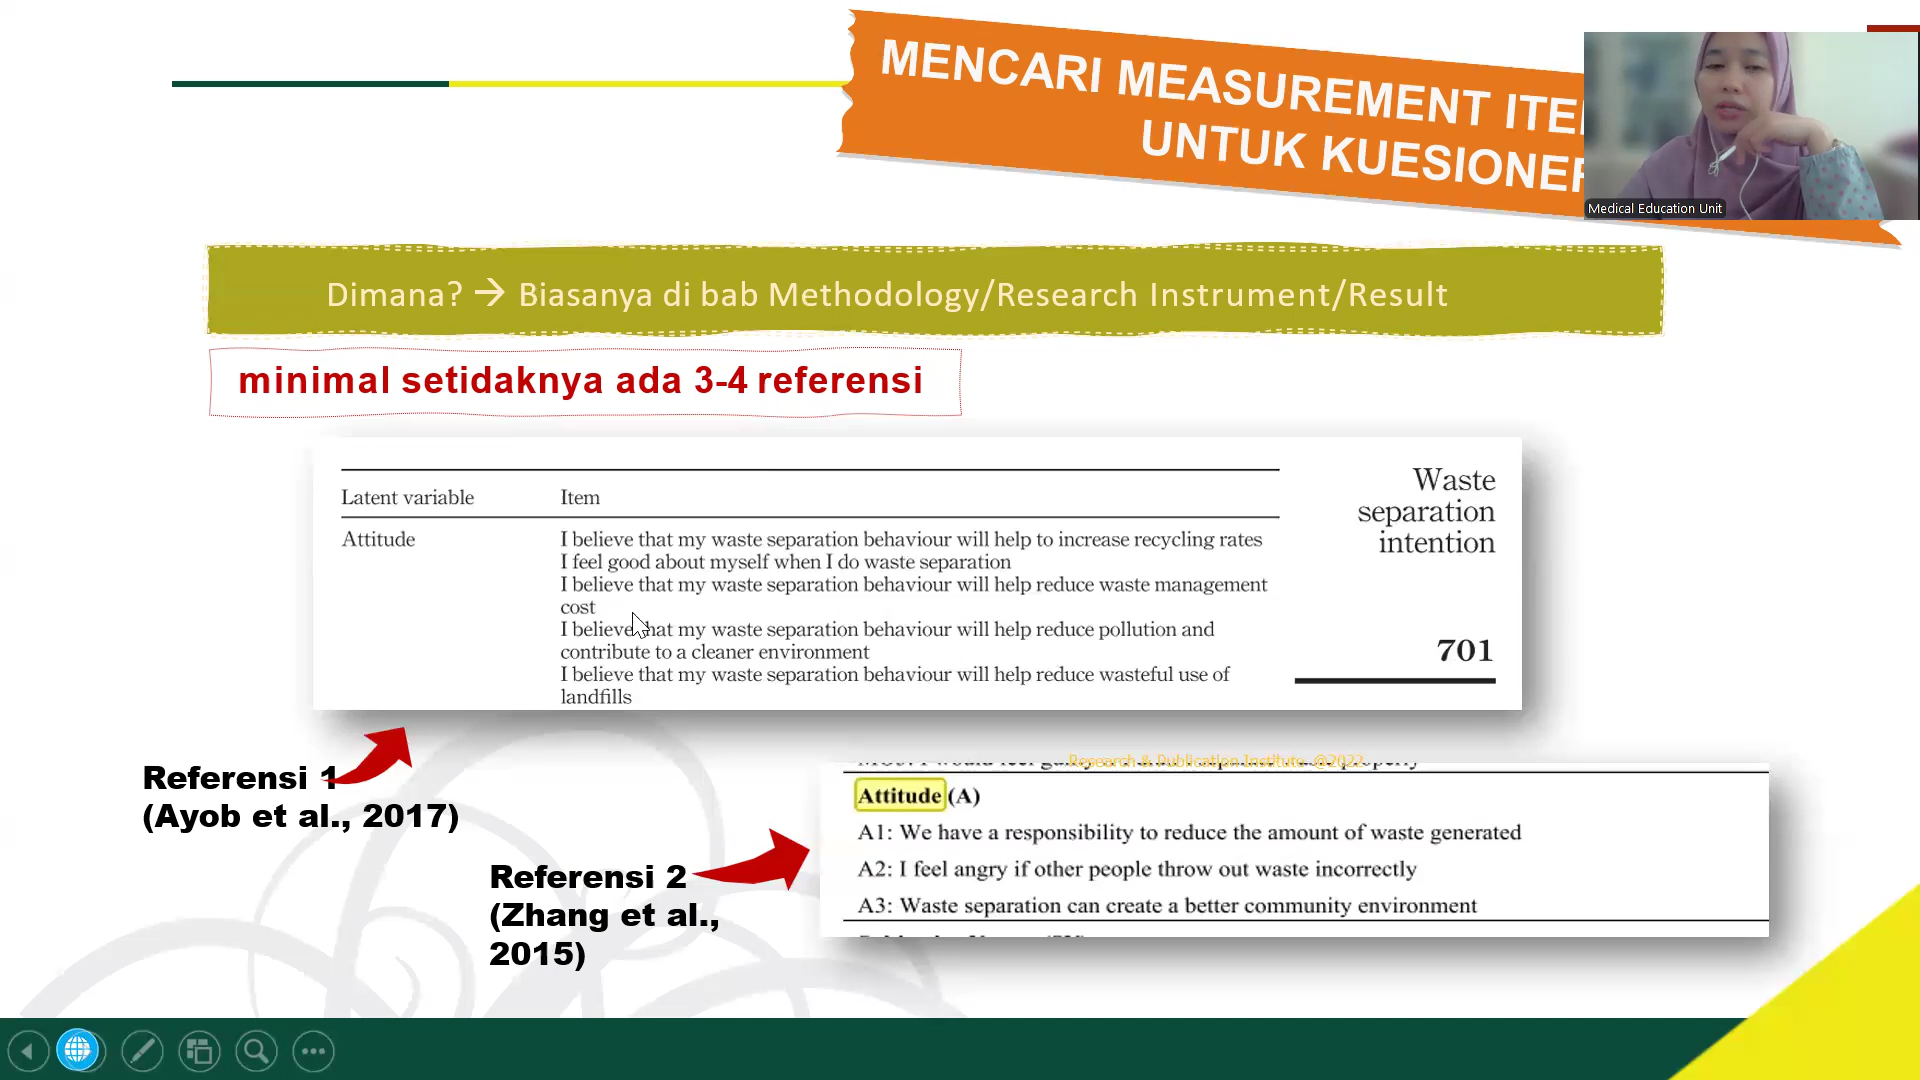 MENCARI MEASUREMENT ITE
UNTUK KUESIONER
Medical Education Unit
Dimana? → Biasanya di bab Methodology/Research Instrument/Result
minimal setidaknya ada 3-4 referensi
Latent variable Item
Attitude I believe that my waste separation behaviour will help to increase recycling rates
I feel good about myself when I do waste separation
I believe that my waste separation behaviour will help reduce waste management
cost
I believe that my waste separation behaviour will help reduce pollution and
contribute to a cleaner environment
I believe that my waste separation behaviour will help reduce wasteful use of
landfills
Waste
separation
intention
701
Referensi 1
(Ayob et al., 2017)
Referensi 2
(Zhang et al.,
2015)
Research & Publication Institute @2022
Attitude (A)
A1: We have a responsibility to reduce the amount of waste generated
A2: I feel angry if other people throw out waste incorrectly
A3: Waste separation can create a better community environment